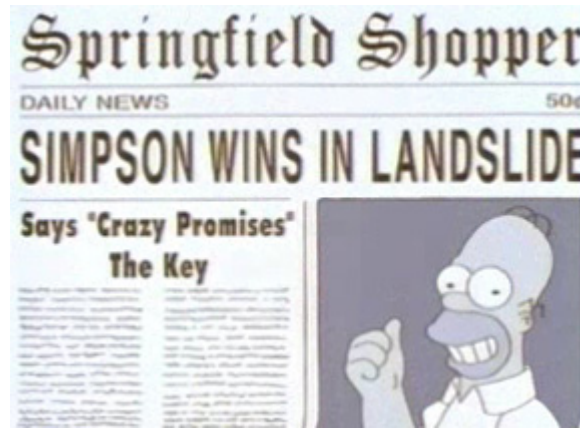 Springfield Shopper
DAILY NEWS 50¢
SIMPSON WINS IN LANDSLIDE
Says "Crazy Promises"
The Key